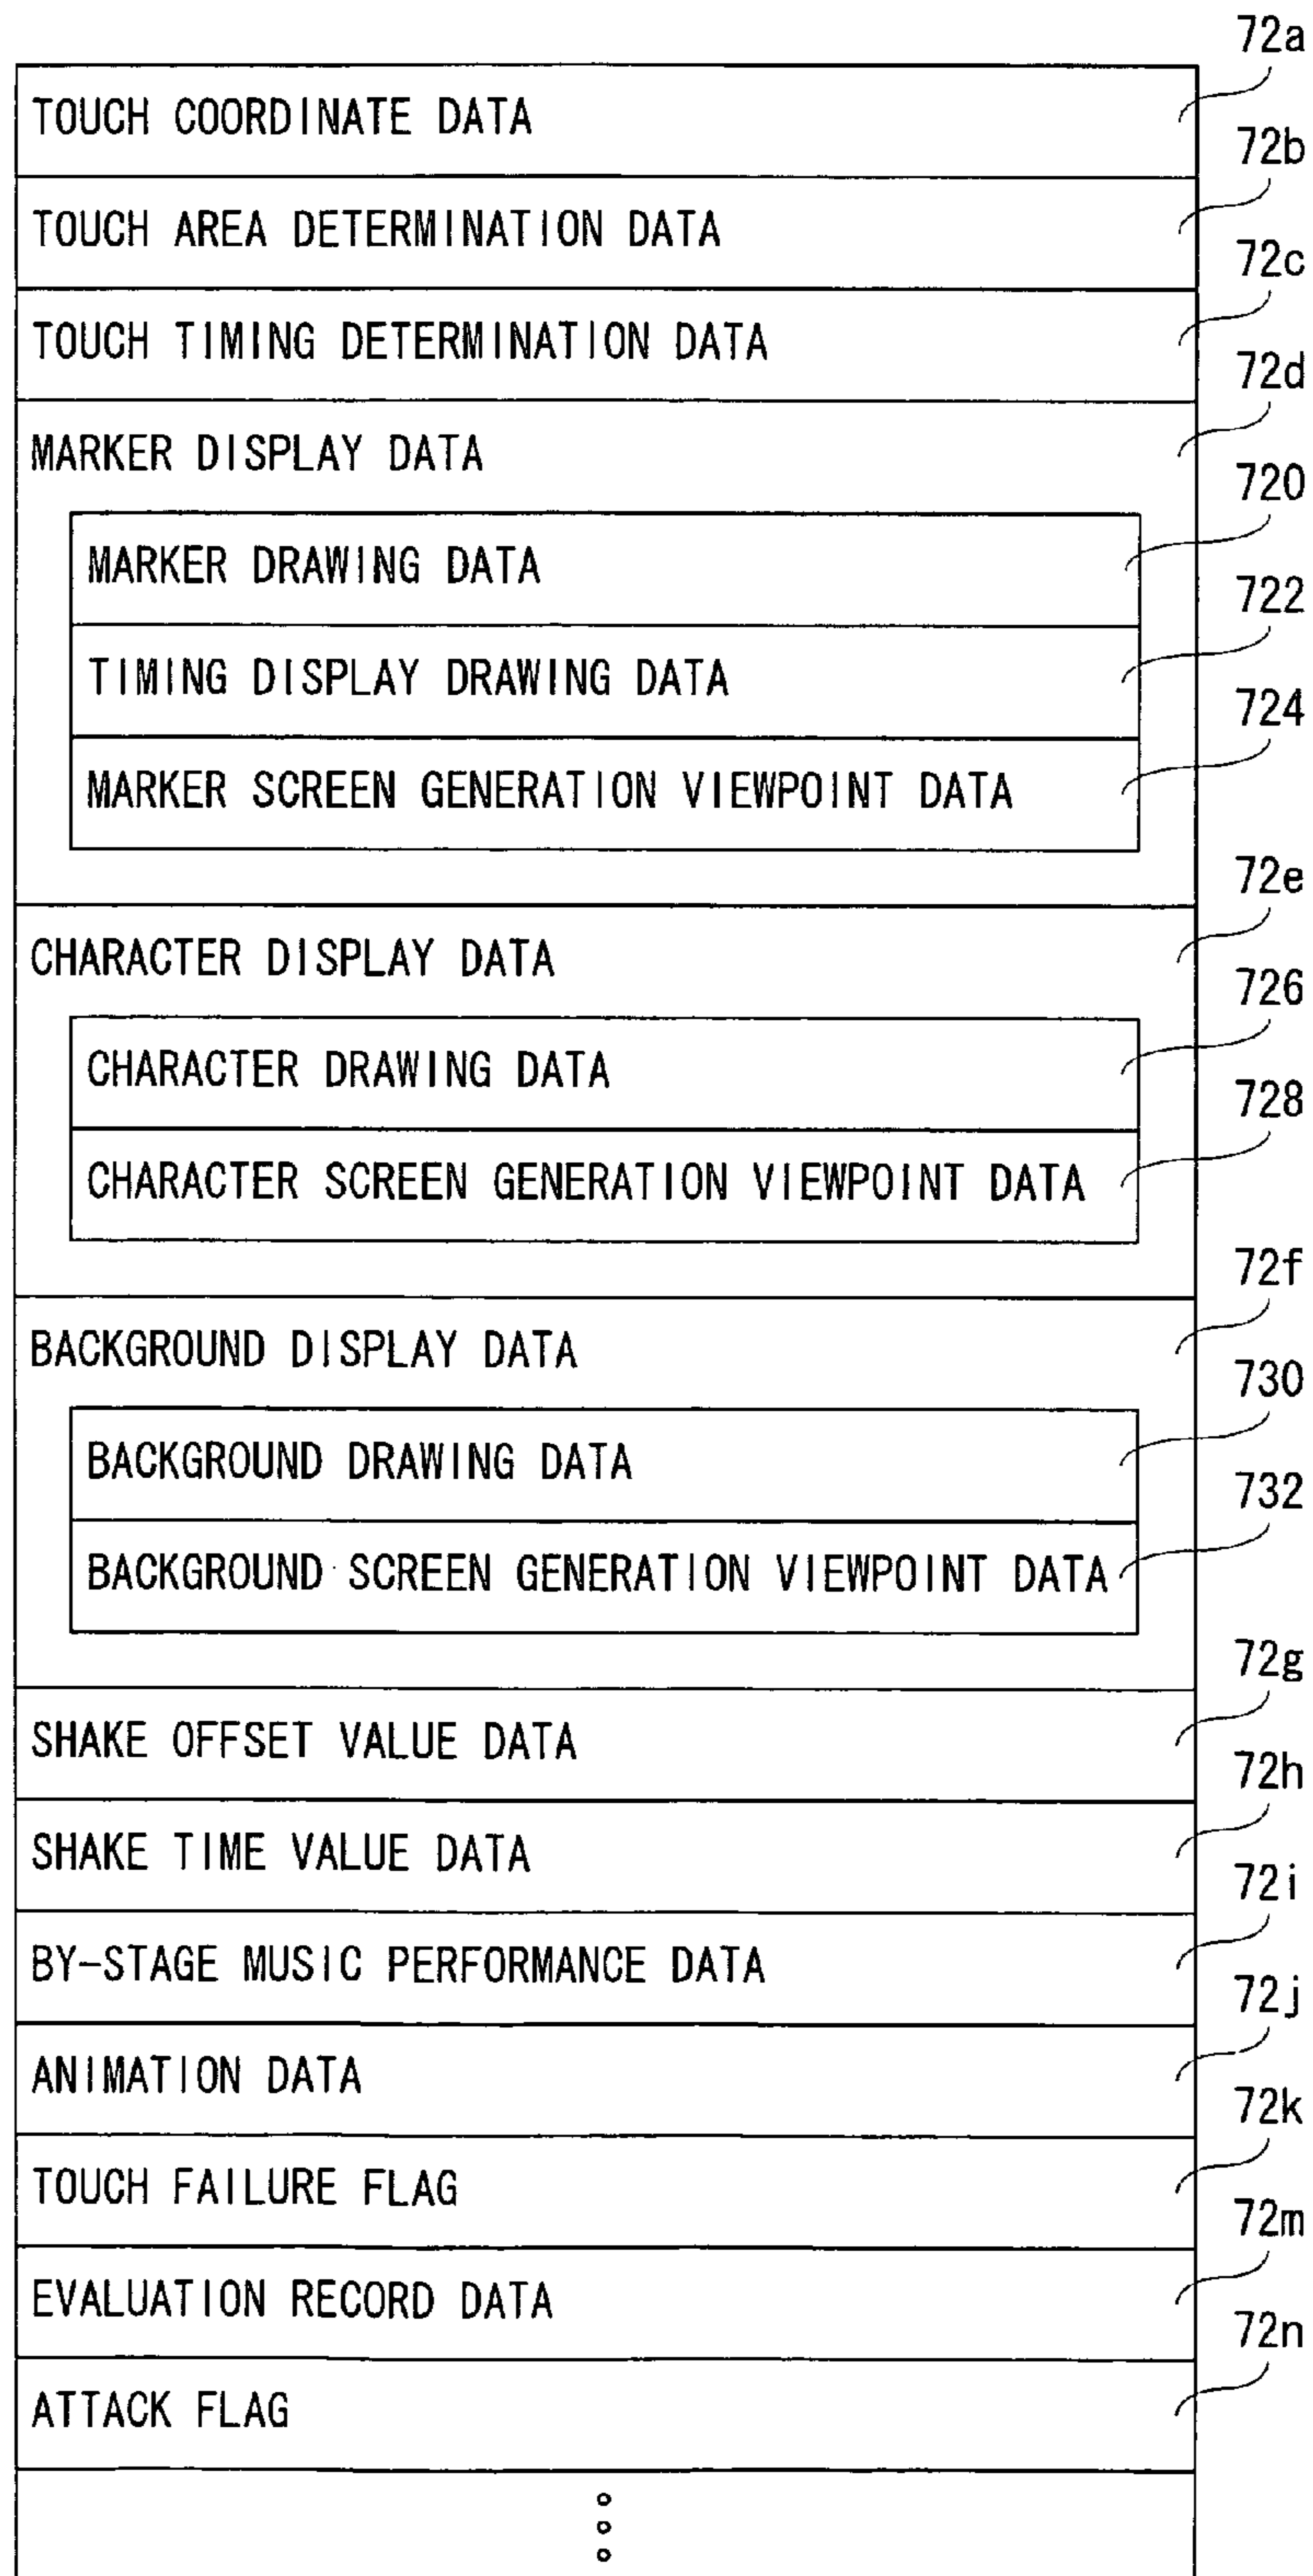 72a
TOUCH COORDINATE DATA
72b
TOUCH AREA DETERMINATION DATA
72c
TOUCH TIMING DETERMINATION DATA
72d
MARKER DISPLAY DATA
720
MARKER DRAWING DATA
722
TIMING DISPLAY DRAWING DATA
724
MARKER SCREEN GENERATION VIEWPOINT DATA
72e
CHARACTER DISPLAY DATA
726
CHARACTER DRAWING DATA
728
CHARACTER SCREEN GENERATION VIEWPOINT DATA
72f
BACKGROUND DISPLAY DATA
730
BACKGROUND DRAWING DATA
732
BACKGROUND SCREEN GENERATION VIEWPOINT DATA
72g
SHAKE OFFSET VALUE DATA
72h
SHAKE TIME VALUE DATA
72i
BY-STAGE MUSIC PERFORMANCE DATA
72j
ANIMATION DATA
72k
TOUCH FAILURE FLAG
72m
EVALUATION RECORD DATA
72n
ATTACK FLAG